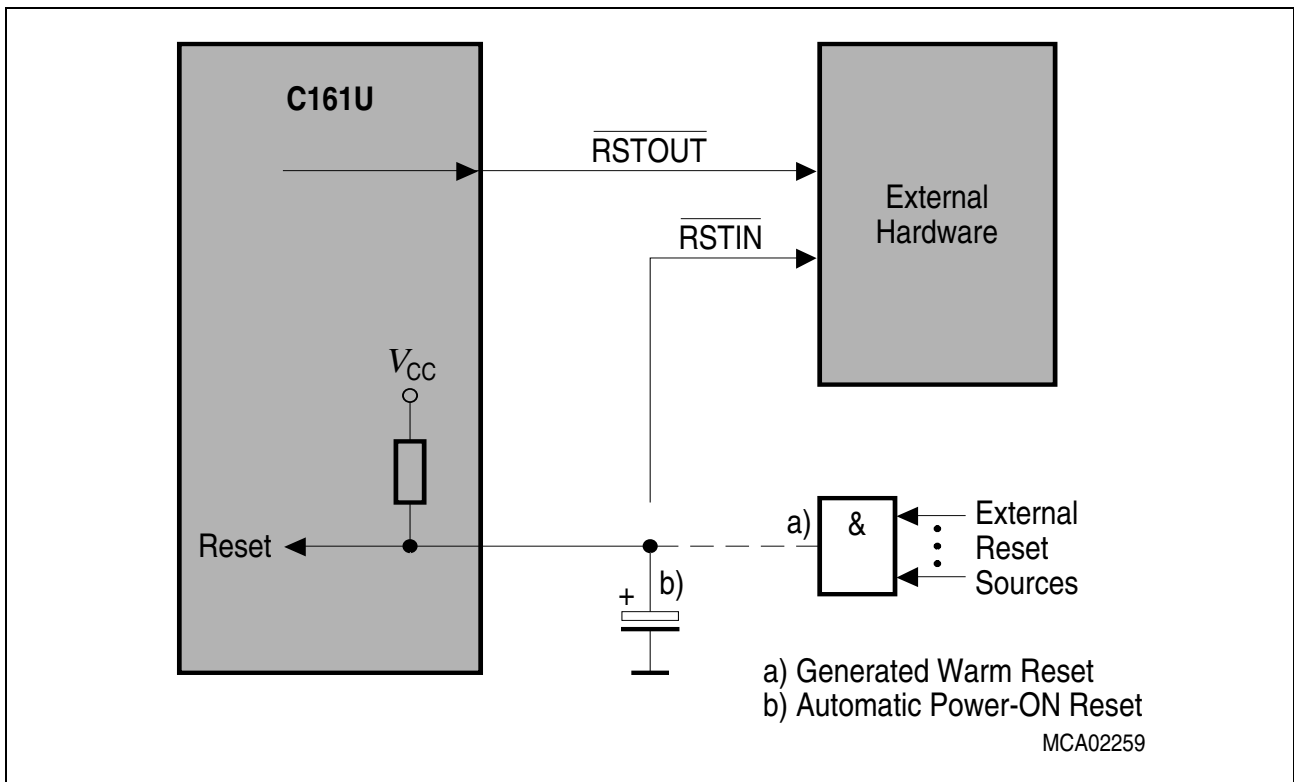 C161U
RSTOUT
External
Hardware
RSTIN
VCC
Reset
a)
&
External
Reset
Sources
b)
+
a) Generated Warm Reset
b) Automatic Power-ON Reset
MCA02259